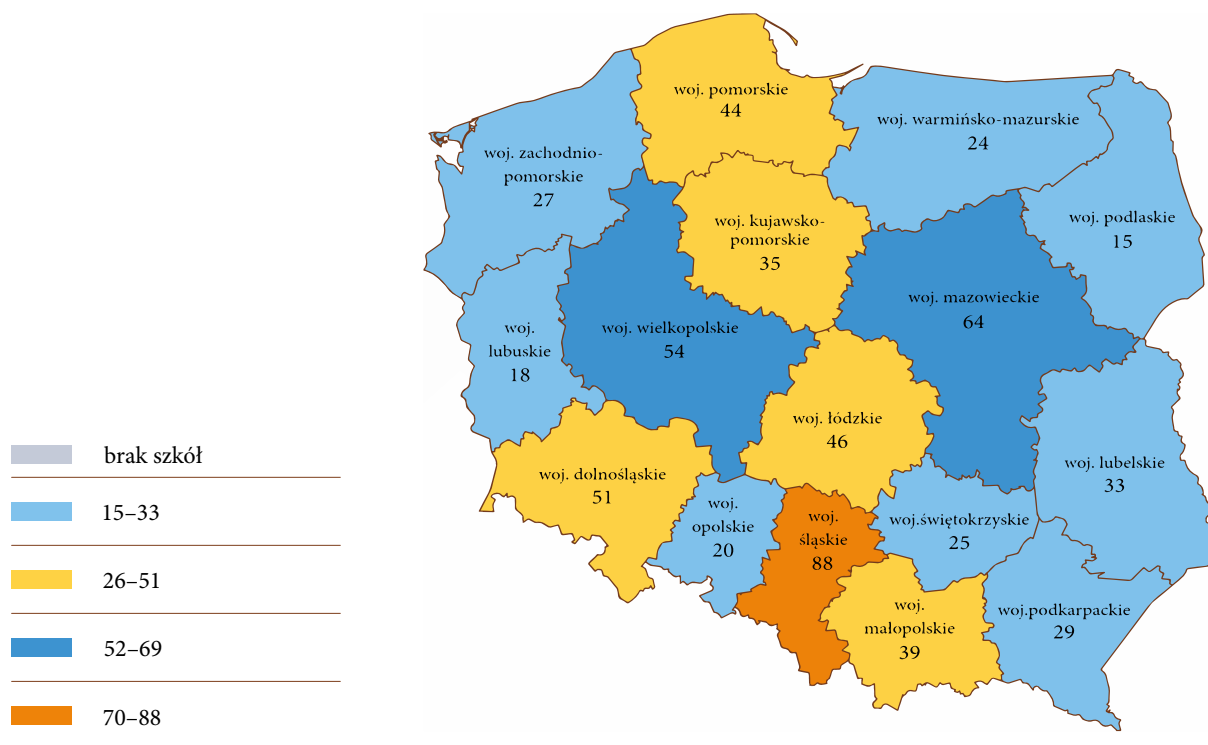 woj. pomorskie
44
woj. warmińsko-mazurskie
24
woj. zachodnio-
pomorskie
27
woj. kujawsko-
pomorskie
35
woj. podlaskie
15
woj. mazowieckie
64
woj. wielkopolskie
54
woj.
lubuskie
18
woj. łódzkie
46
woj. dolnośląskie
51
woj. lubelskie
33
woj.
opolskie
20
woj.
śląskie
88
woj.świętokrzyskie
25
woj.
małopolskie
39
woj.podkarpackie
29
brak szkół
15–33
26–51
52–69
70–88